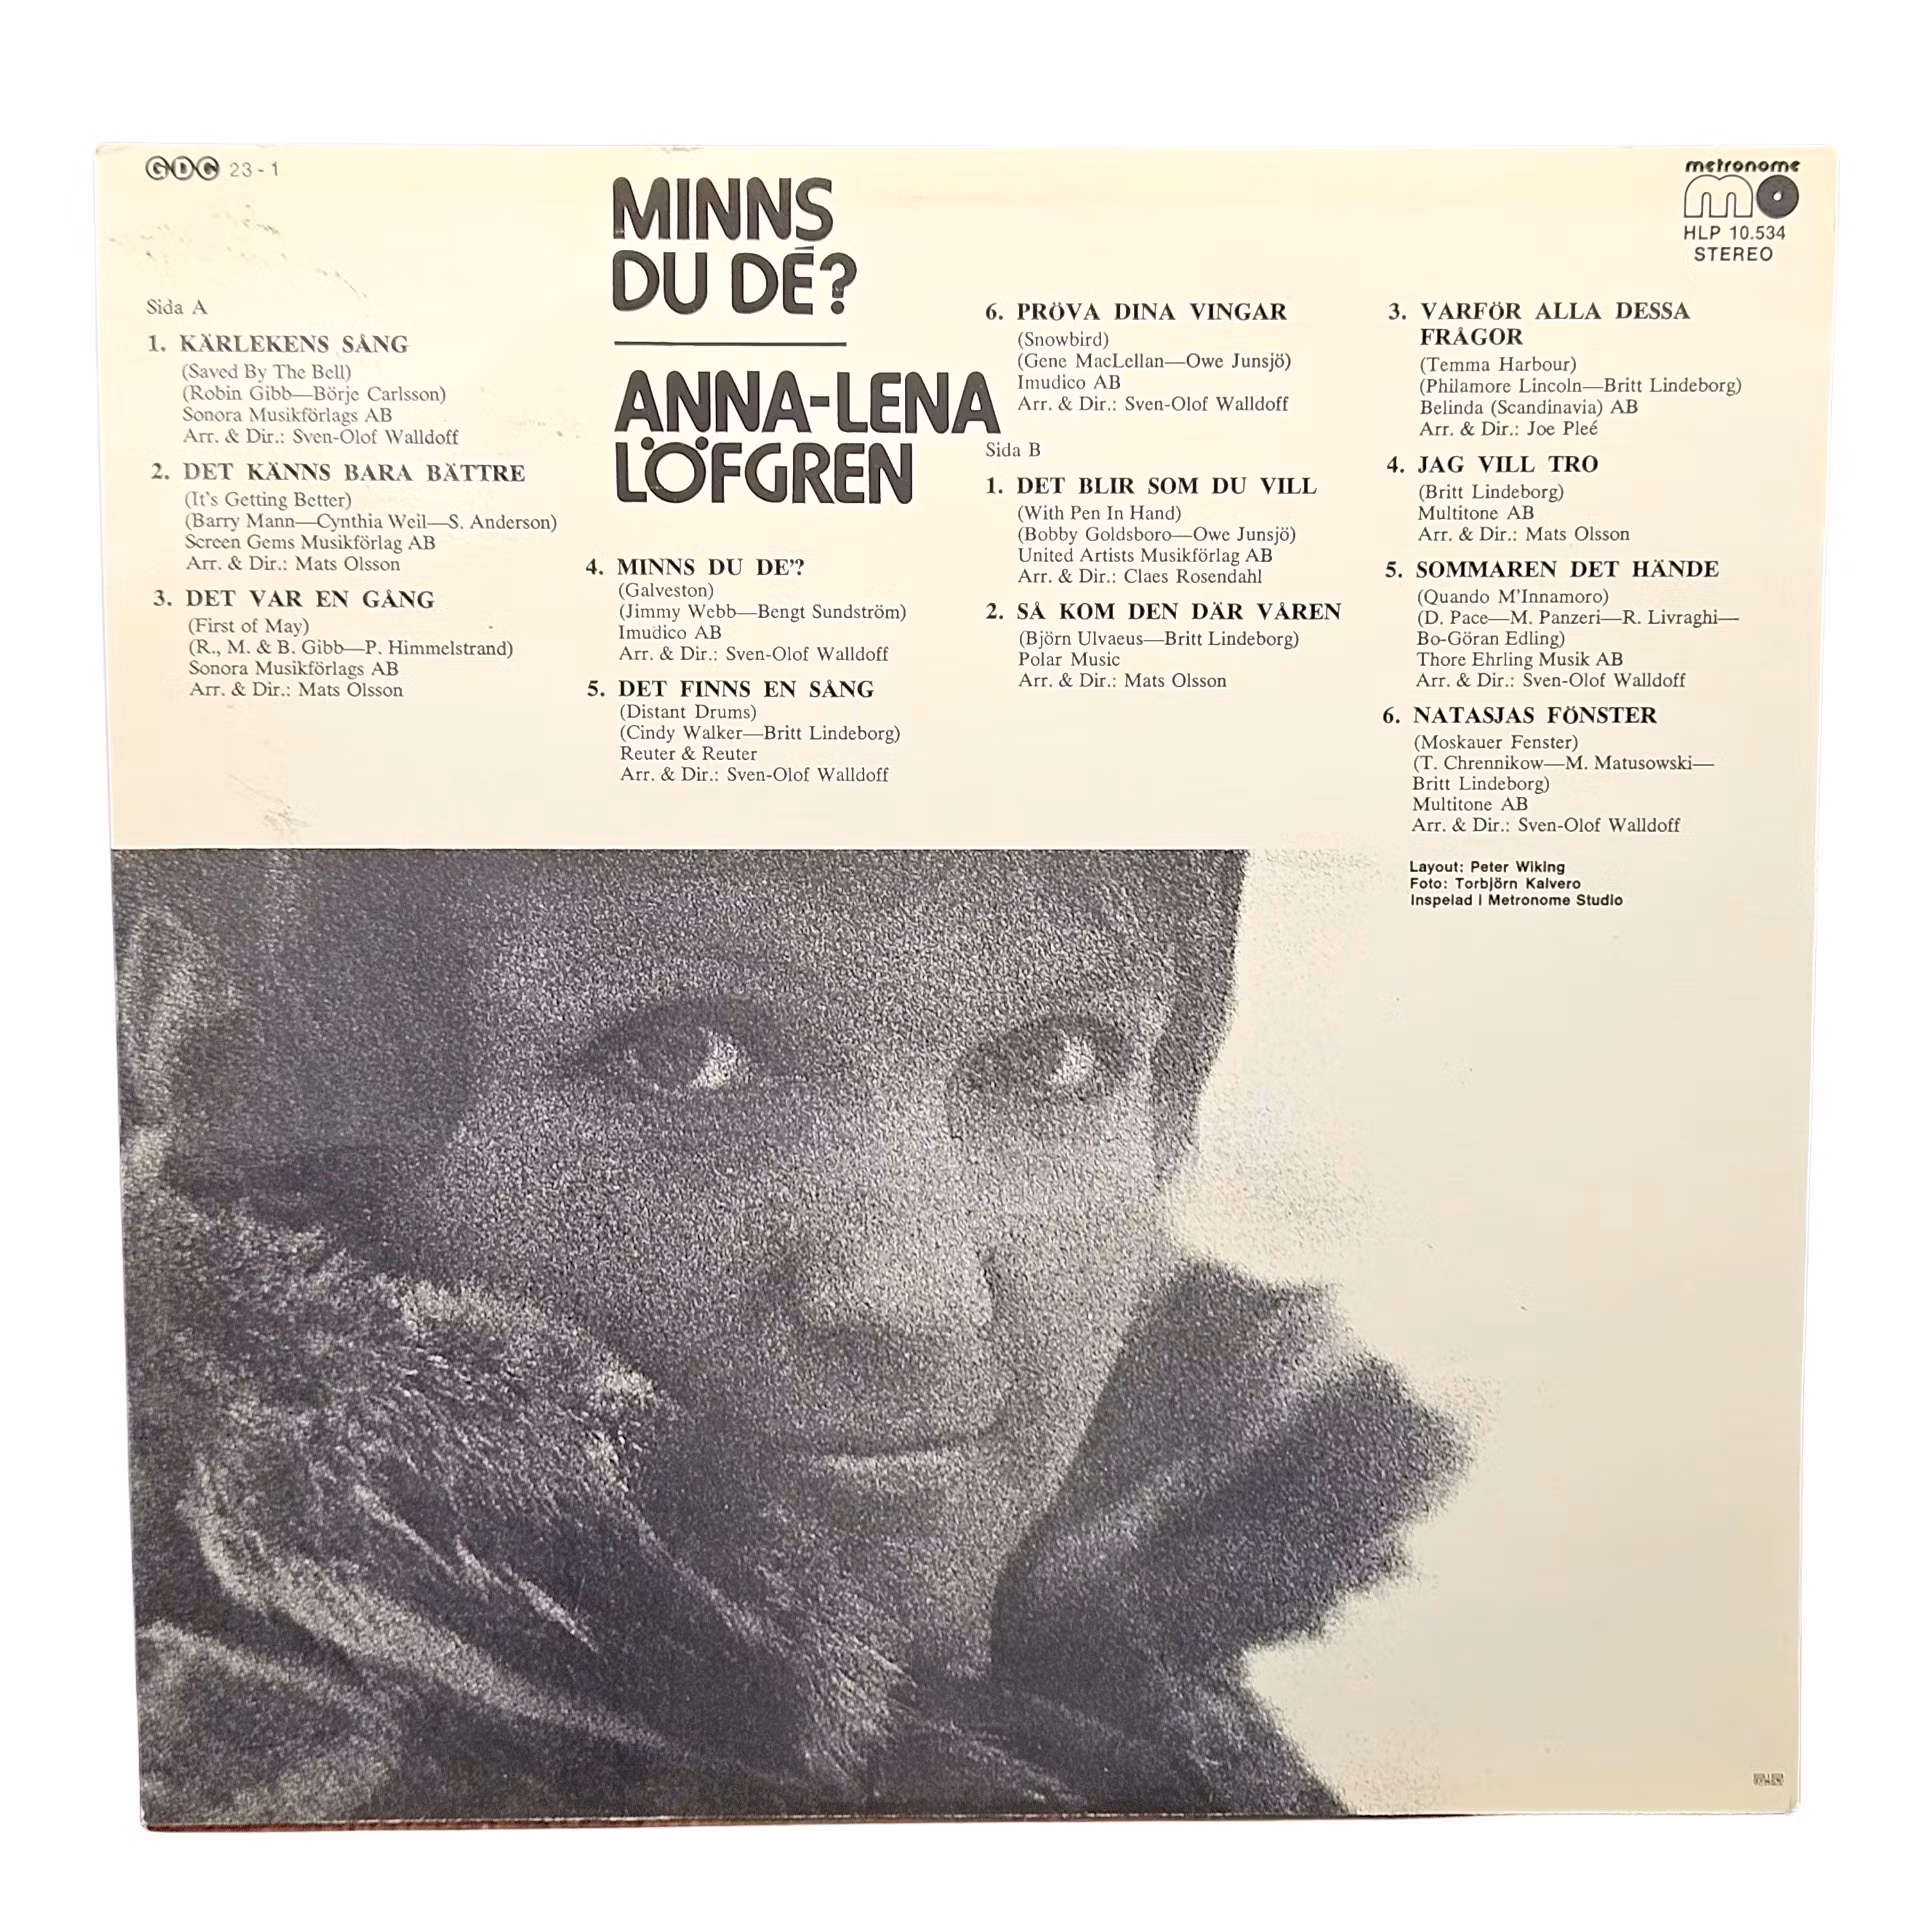 GDC 23-1
MINNS
DU DE'?
ANNA-LENA
LÖFGREN
metronome
mo
HLP 10.534
STEREO
Sida A
1. KÄRLEKENS SÅNG
(Saved By The Bell)
(Robin Gibb—Börje Carlsson)
Sonora Musikförlags AB
Arr. & Dir.: Sven-Olof Walldoff
2. DET KÄNNS BARA BÄTTRE
(It's Getting Better)
(Barry Mann—Cynthia Weil—S. Anderson)
Screen Gems Musikförlag AB
Arr. & Dir.: Mats Olsson
3. DET VAR EN GÅNG
(First of May)
(R., M. & B. Gibb—P. Himmelstrand)
Sonora Musikförlags AB
Arr. & Dir.: Mats Olsson
4. MINNS DU DE'?
(Galveston)
(Jimmy Webb—Bengt Sundström)
Imudico AB
Arr. & Dir.: Sven-Olof Walldoff
5. DET FINNS EN SÅNG
(Distant Drums)
(Cindy Walker—Britt Lindeborg)
Reuter & Reuter
Arr. & Dir.: Sven-Olof Walldoff
6. PRÖVA DINA VINGAR
(Snowbird)
(Gene MacLellan—Owe Junsjö)
Imudico AB
Arr. & Dir.: Sven-Olof Walldoff
Sida B
1. DET BLIR SOM DU VILL
(With Pen In Hand)
(Bobby Goldsboro—Owe Junsjö)
United Artists Musikförlag AB
Arr. & Dir.: Claes Rosendahl
2. SÅ KOM DEN DÄR VÅREN
(Björn Ulvaeus—Britt Lindeborg)
Polar Music
Arr. & Dir.: Mats Olsson
3. VARFÖR ALLA DESSA
FRÅGOR
(Temma Harbour)
(Philamore Lincoln—Britt Lindeborg)
Belinda (Scandinavia) AB
Arr. & Dir.: Joe Pleé
4. JAG VILL TRO
(Britt Lindeborg)
Multitone AB
Arr. & Dir.: Mats Olsson
5. SOMMAREN DET HÄNDE
(Quando M'Innamoro)
(D. Pace—M. Panzeri—R. Livraghi—
Bo-Göran Edling)
Thore Ehrling Musik AB
Arr. & Dir.: Sven-Olof Walldoff
6. NATASJAS FÖNSTER
(Moskauer Fenster)
(T. Chrennikow—M. Matusowski—
Britt Lindeborg)
Multitone AB
Arr. & Dir.: Sven-Olof Walldoff
Layout: Peter Wiking
Foto: Torbjörn Kalvero
Inspelad i Metronome Studio